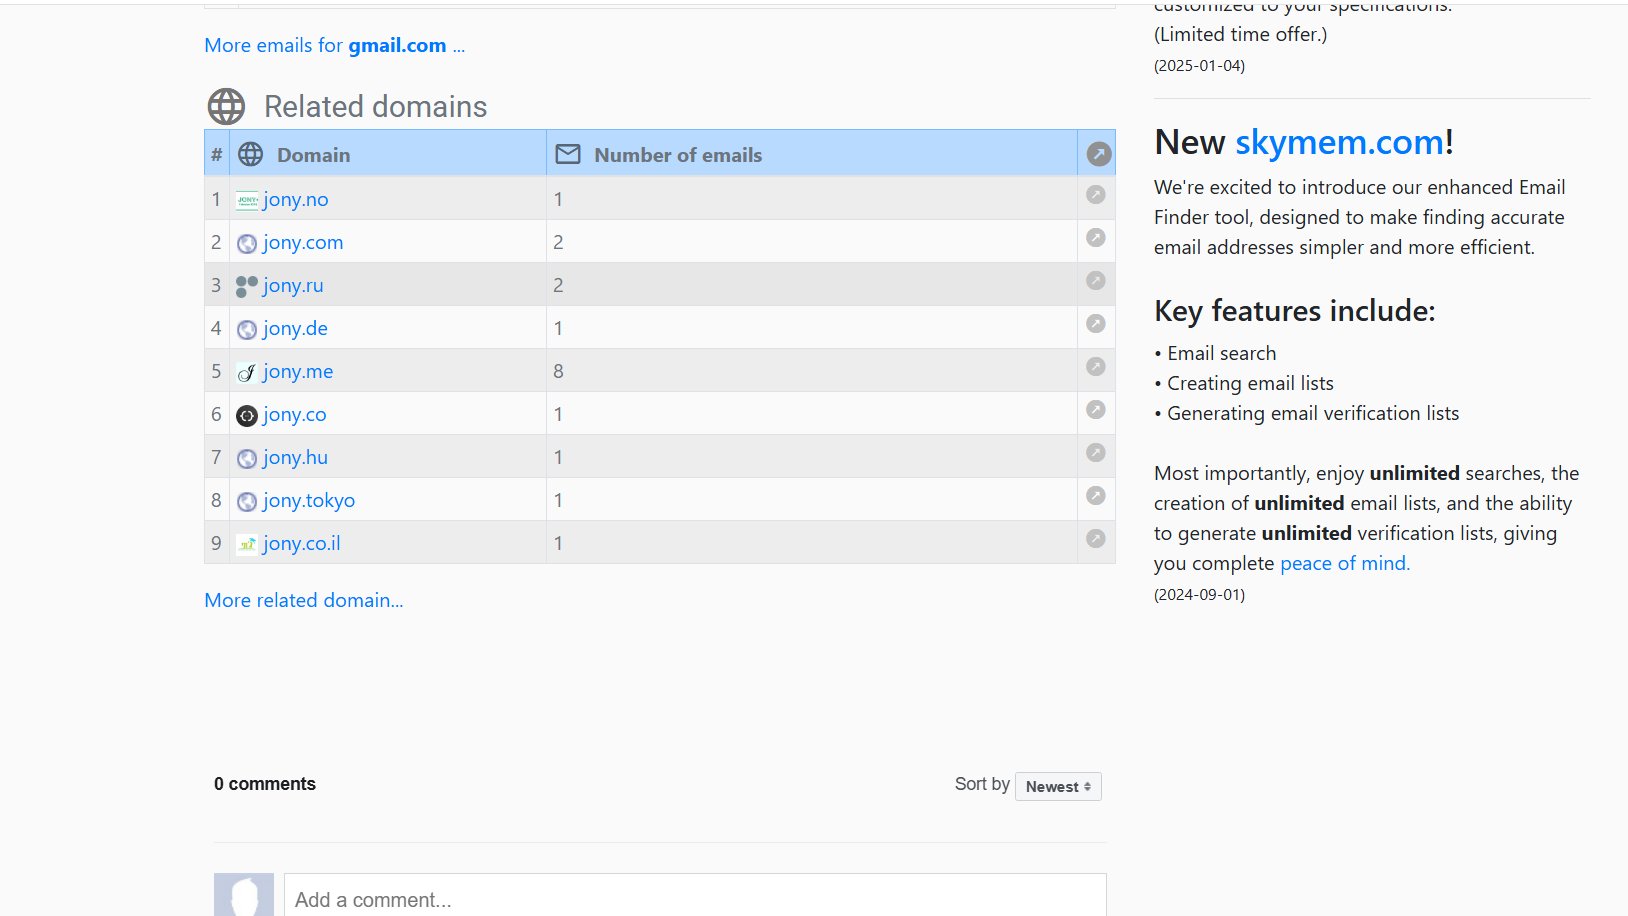 More emails for gmail.com ...
Related domains
# Domain Number of emails
1 jony.no 1
2 jony.com 2
3 jony.ru 2
4 jony.de 1
5 jony.me 8
6 jony.co 1
7 jony.hu 1
8 jony.tokyo 1
9 jony.co.il 1
More related domain...
0 comments
Sort by Newest
Add a comment...
customized to your specifications.
(Limited time offer.)
(2025-01-04)
New skymem.com!
We're excited to introduce our enhanced Email
Finder tool, designed to make finding accurate
email addresses simpler and more efficient.
Key features include:
• Email search
• Creating email lists
• Generating email verification lists
Most importantly, enjoy unlimited searches, the
creation of unlimited email lists, and the ability
to generate unlimited verification lists, giving
you complete peace of mind.
(2024-09-01)